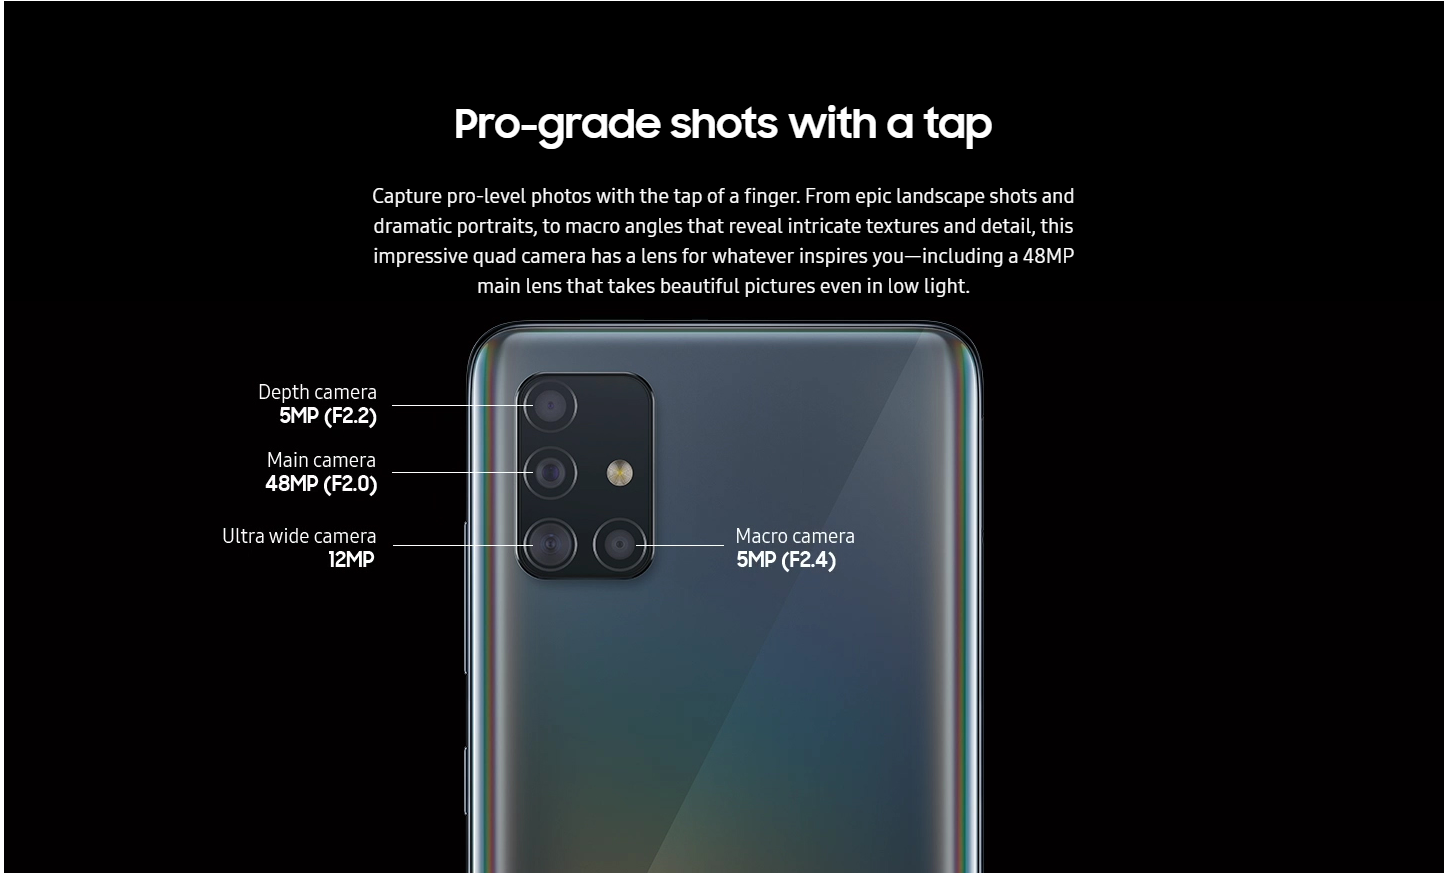 Pro-grade shots with a tap
Capture pro-level photos with the tap of a finger. From epic landscape shots and
dramatic portraits, to macro angles that reveal intricate textures and detail, this
impressive quad camera has a lens for whatever inspires you—including a 48MP
main lens that takes beautiful pictures even in low light.
Depth camera
5MP (F2.2)
Main camera
48MP (F2.0)
Ultra wide camera
12MP
Macro camera
5MP (F2.4)